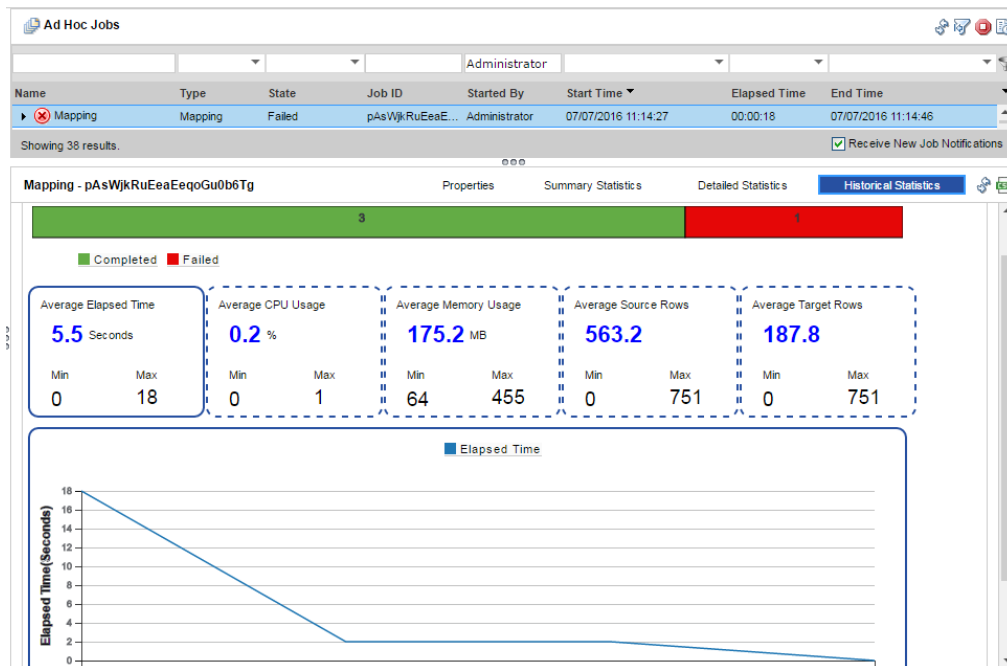 Ad Hoc Jobs
Administrator
Name Type State Job ID Started By Start Time Elapsed Time End Time
Mapping Mapping Failed pAsWjkRuEeaE... Administrator 07/07/2016 11:14:27 00:00:18 07/07/2016 11:14:46
Showing 38 results. Receive New Job Notifications
Mapping - pAsWjkRuEeaEeqoGu0b6Tg Properties Summary Statistics Detailed Statistics Historical Statistics
3 1
Completed Failed
Average Elapsed Time Average CPU Usage Average Memory Usage Average Source Rows Average Target Rows
5.5 Seconds 0.2 % 175.2 MB 563.2 187.8
Min Max Min Max Min Max Min Max Min Max
0 18 0 1 64 455 0 751 0 751
Elapsed Time
Elapsed Time(Seconds)
18
16
14
12
10
8
6
4
2
0